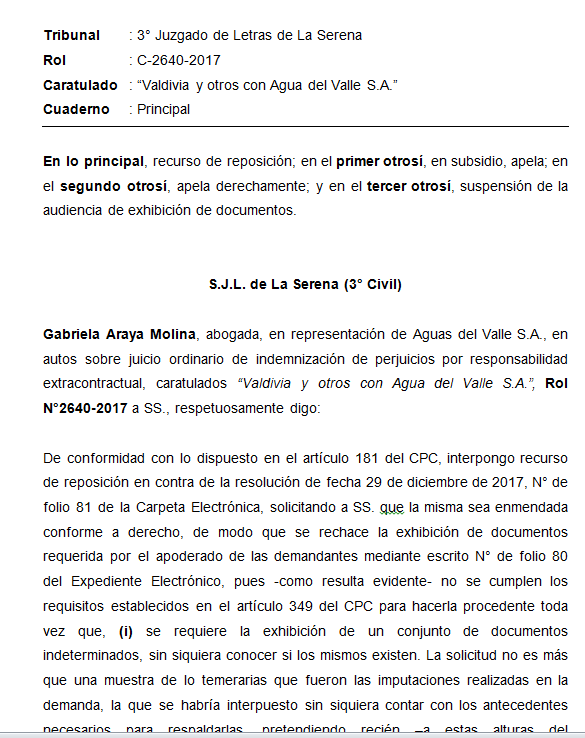 Tribunal : 3° Juzgado de Letras de La Serena
Rol : C-2640-2017
Caratulado : “Valdivia y otros con Agua del Valle S.A.”
Cuaderno : Principal
En lo principal, recurso de reposición; en el primer otrosí, en subsidio, apela; en
el segundo otrosí, apela derechamente; y en el tercer otrosí, suspensión de la
audiencia de exhibición de documentos.
S.J.L. de La Serena (3° Civil)
Gabriela Araya Molina, abogada, en representación de Aguas del Valle S.A., en
autos sobre juicio ordinario de indemnización de perjuicios por responsabilidad
extracontractual, caratulados “Valdivia y otros con Agua del Valle S.A.”, Rol
N°2640-2017 a SS., respetuosamente digo:
De conformidad con lo dispuesto en el artículo 181 del CPC, interpongo recurso
de reposición en contra de la resolución de fecha 29 de diciembre de 2017, N° de
folio 81 de la Carpeta Electrónica, solicitando a SS. que la misma sea enmendada
conforme a derecho, de modo que se rechace la exhibición de documentos
requerida por el apoderado de las demandantes mediante escrito N° de folio 80
del Expediente Electrónico, pues -como resulta evidente- no se cumplen los
requisitos establecidos en el artículo 349 del CPC para hacerla procedente toda
vez que, (i) se requiere la exhibición de un conjunto de documentos
indeterminados, sin siquiera conocer si los mismos existen. La solicitud no es más
que una muestra de lo temerarias que fueron las imputaciones realizadas en la
demanda, la que se habría interpuesto sin siquiera contar con los antecedentes
necesarios para respaldarlas, pretendiendo recién –a estas alturas del